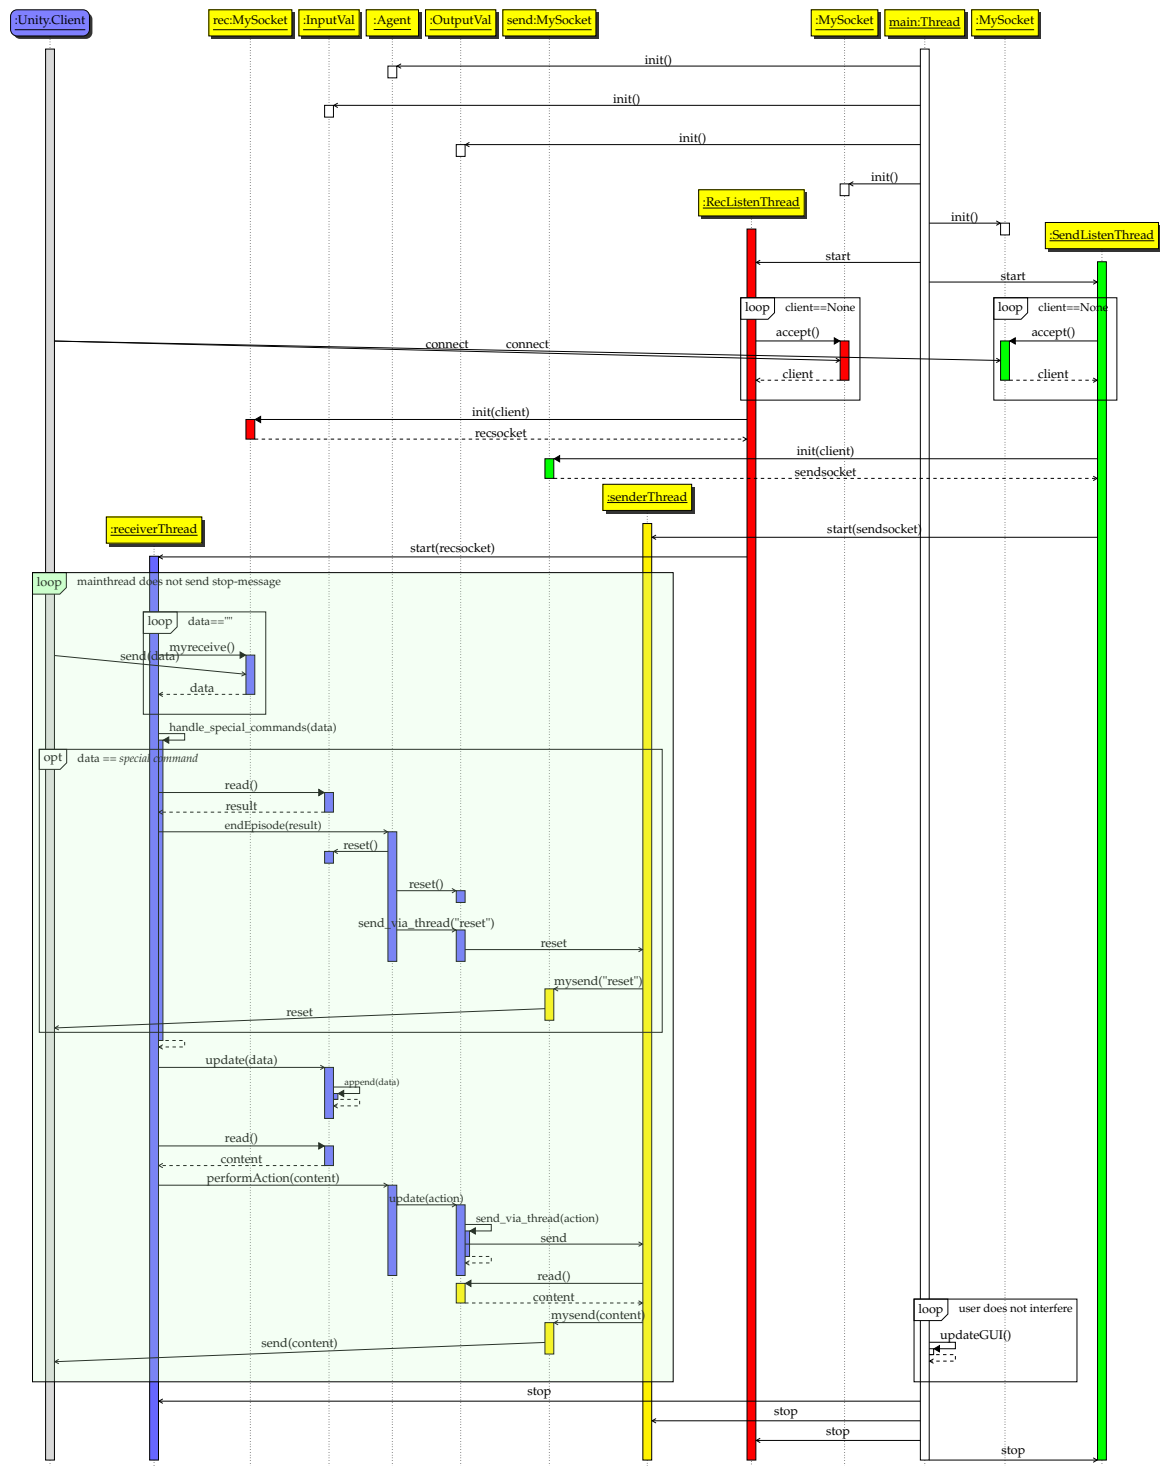 :Unity.Client
rec:MySocket
:InputVal
:Agent
:OutputVal
send:MySocket
:MySocket
main:Thread
:MySocket
init()
init()
init()
init()
:RecListenThread
init()
:SendListenThread
start
start
loop client==None
loop client==None
accept()
accept()
connect
connect
client
client
init(client)
recsocket
init(client)
sendsocket
:senderThread
:receiverThread
start(sendsocket)
start(recsocket)
loop mainthread does not send stop-message
loop data==""
myreceive()
send(data)
data
handle_special_commands(data)
opt data == special command
read()
result
endEpisode(result)
reset()
reset()
send_via_thread("reset")
reset
mysend("reset")
reset
update(data)
append(data)
read()
content
performAction(content)
update(action)
send_via_thread(action)
send
read()
content
loop user does not interfere
mysend(content)
updateGUI()
send(content)
stop
stop
stop
stop